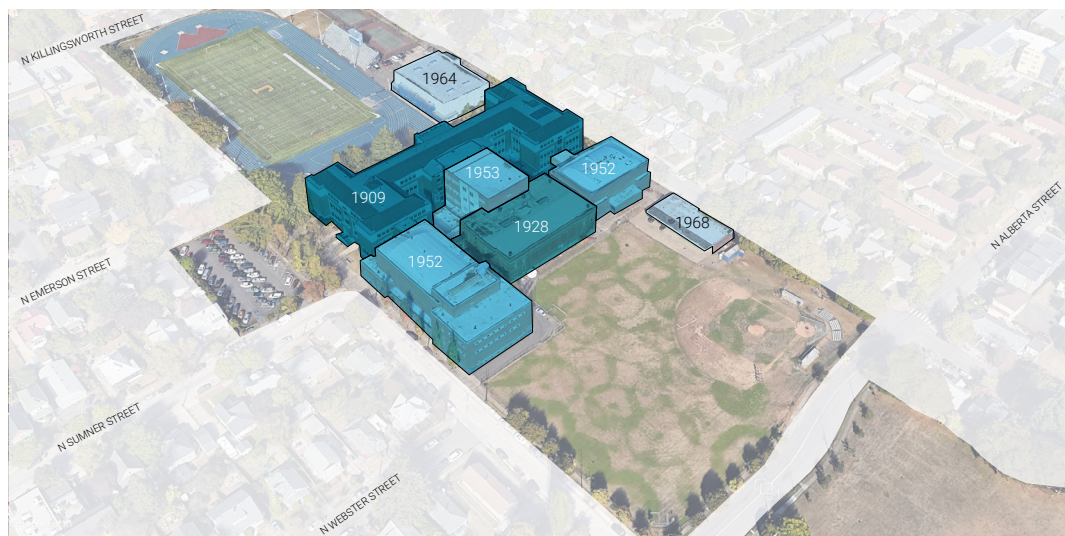 N KILLINGSWORTH STREET
1964
1953
1952
1909
1968
1928
N ALBERTA STREET
1952
N EMERSON STREET
N SUMNER STREET
N WEBSTER STREET